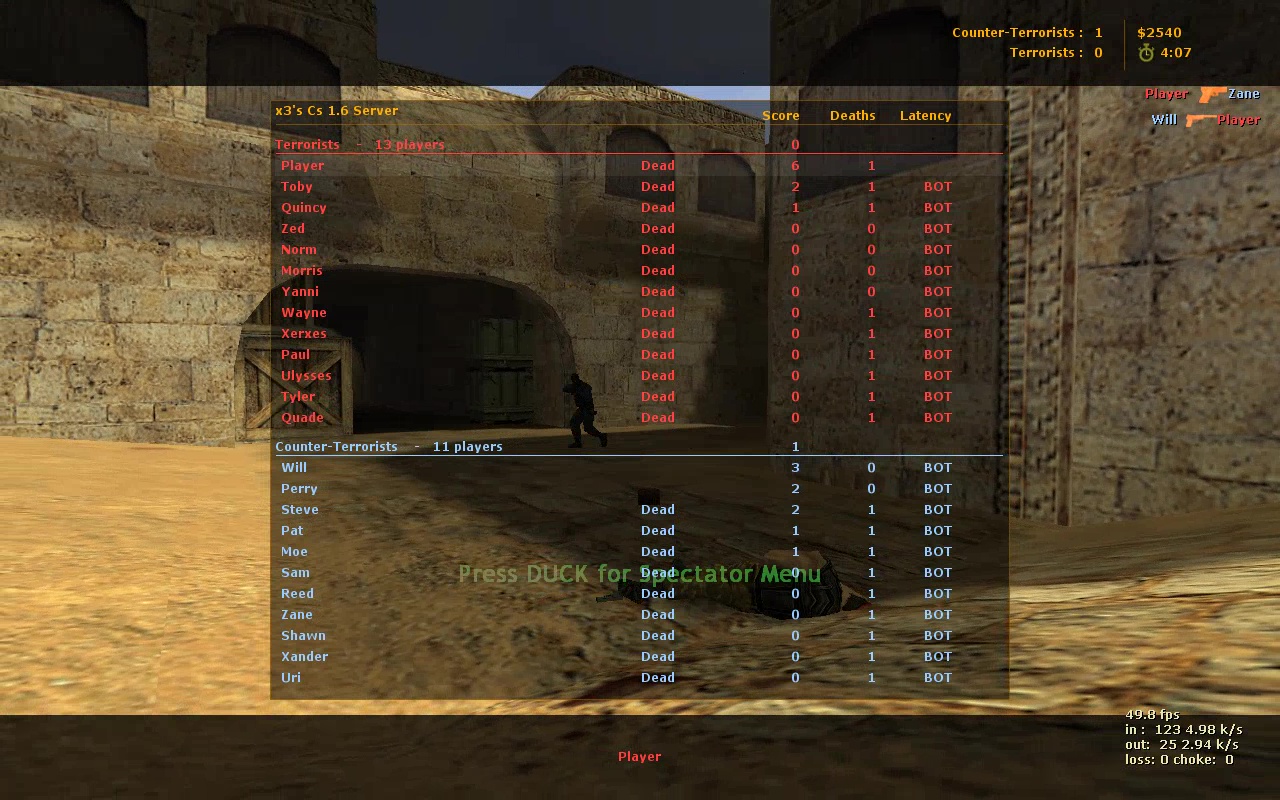 Counter-Terrorists : 1 $2540
Terrorists : 0 4:07
Player Zane
Will Player
x3's Cs 1.6 Server
Score Deaths Latency
Terrorists - 13 players 0
Player Dead 6 1
Toby Dead 2 1 BOT
Quincy Dead 1 1 BOT
Zed Dead 0 0 BOT
Norm Dead 0 0 BOT
Morris Dead 0 0 BOT
Yanni Dead 0 0 BOT
Wayne Dead 0 1 BOT
Xerxes Dead 0 1 BOT
Paul Dead 0 1 BOT
Ulysses Dead 0 1 BOT
Tyler Dead 0 1 BOT
Quade Dead 0 1 BOT
Counter-Terrorists - 11 players 1
Will 3 0 BOT
Perry 2 0 BOT
Steve Dead 2 1 BOT
Pat Dead 1 1 BOT
Moe Dead 1 1 BOT
Sam Dead 0 1 BOT
Press DUCK for Spectator Menu
Reed Dead 0 1 BOT
Zane Dead 0 1 BOT
Shawn Dead 0 1 BOT
Xander Dead 0 1 BOT
Uri Dead 0 1 BOT
49.8 fps
in : 123 4.98 k/s
out: 25 2.94 k/s
loss: 0 choke: 0
Player